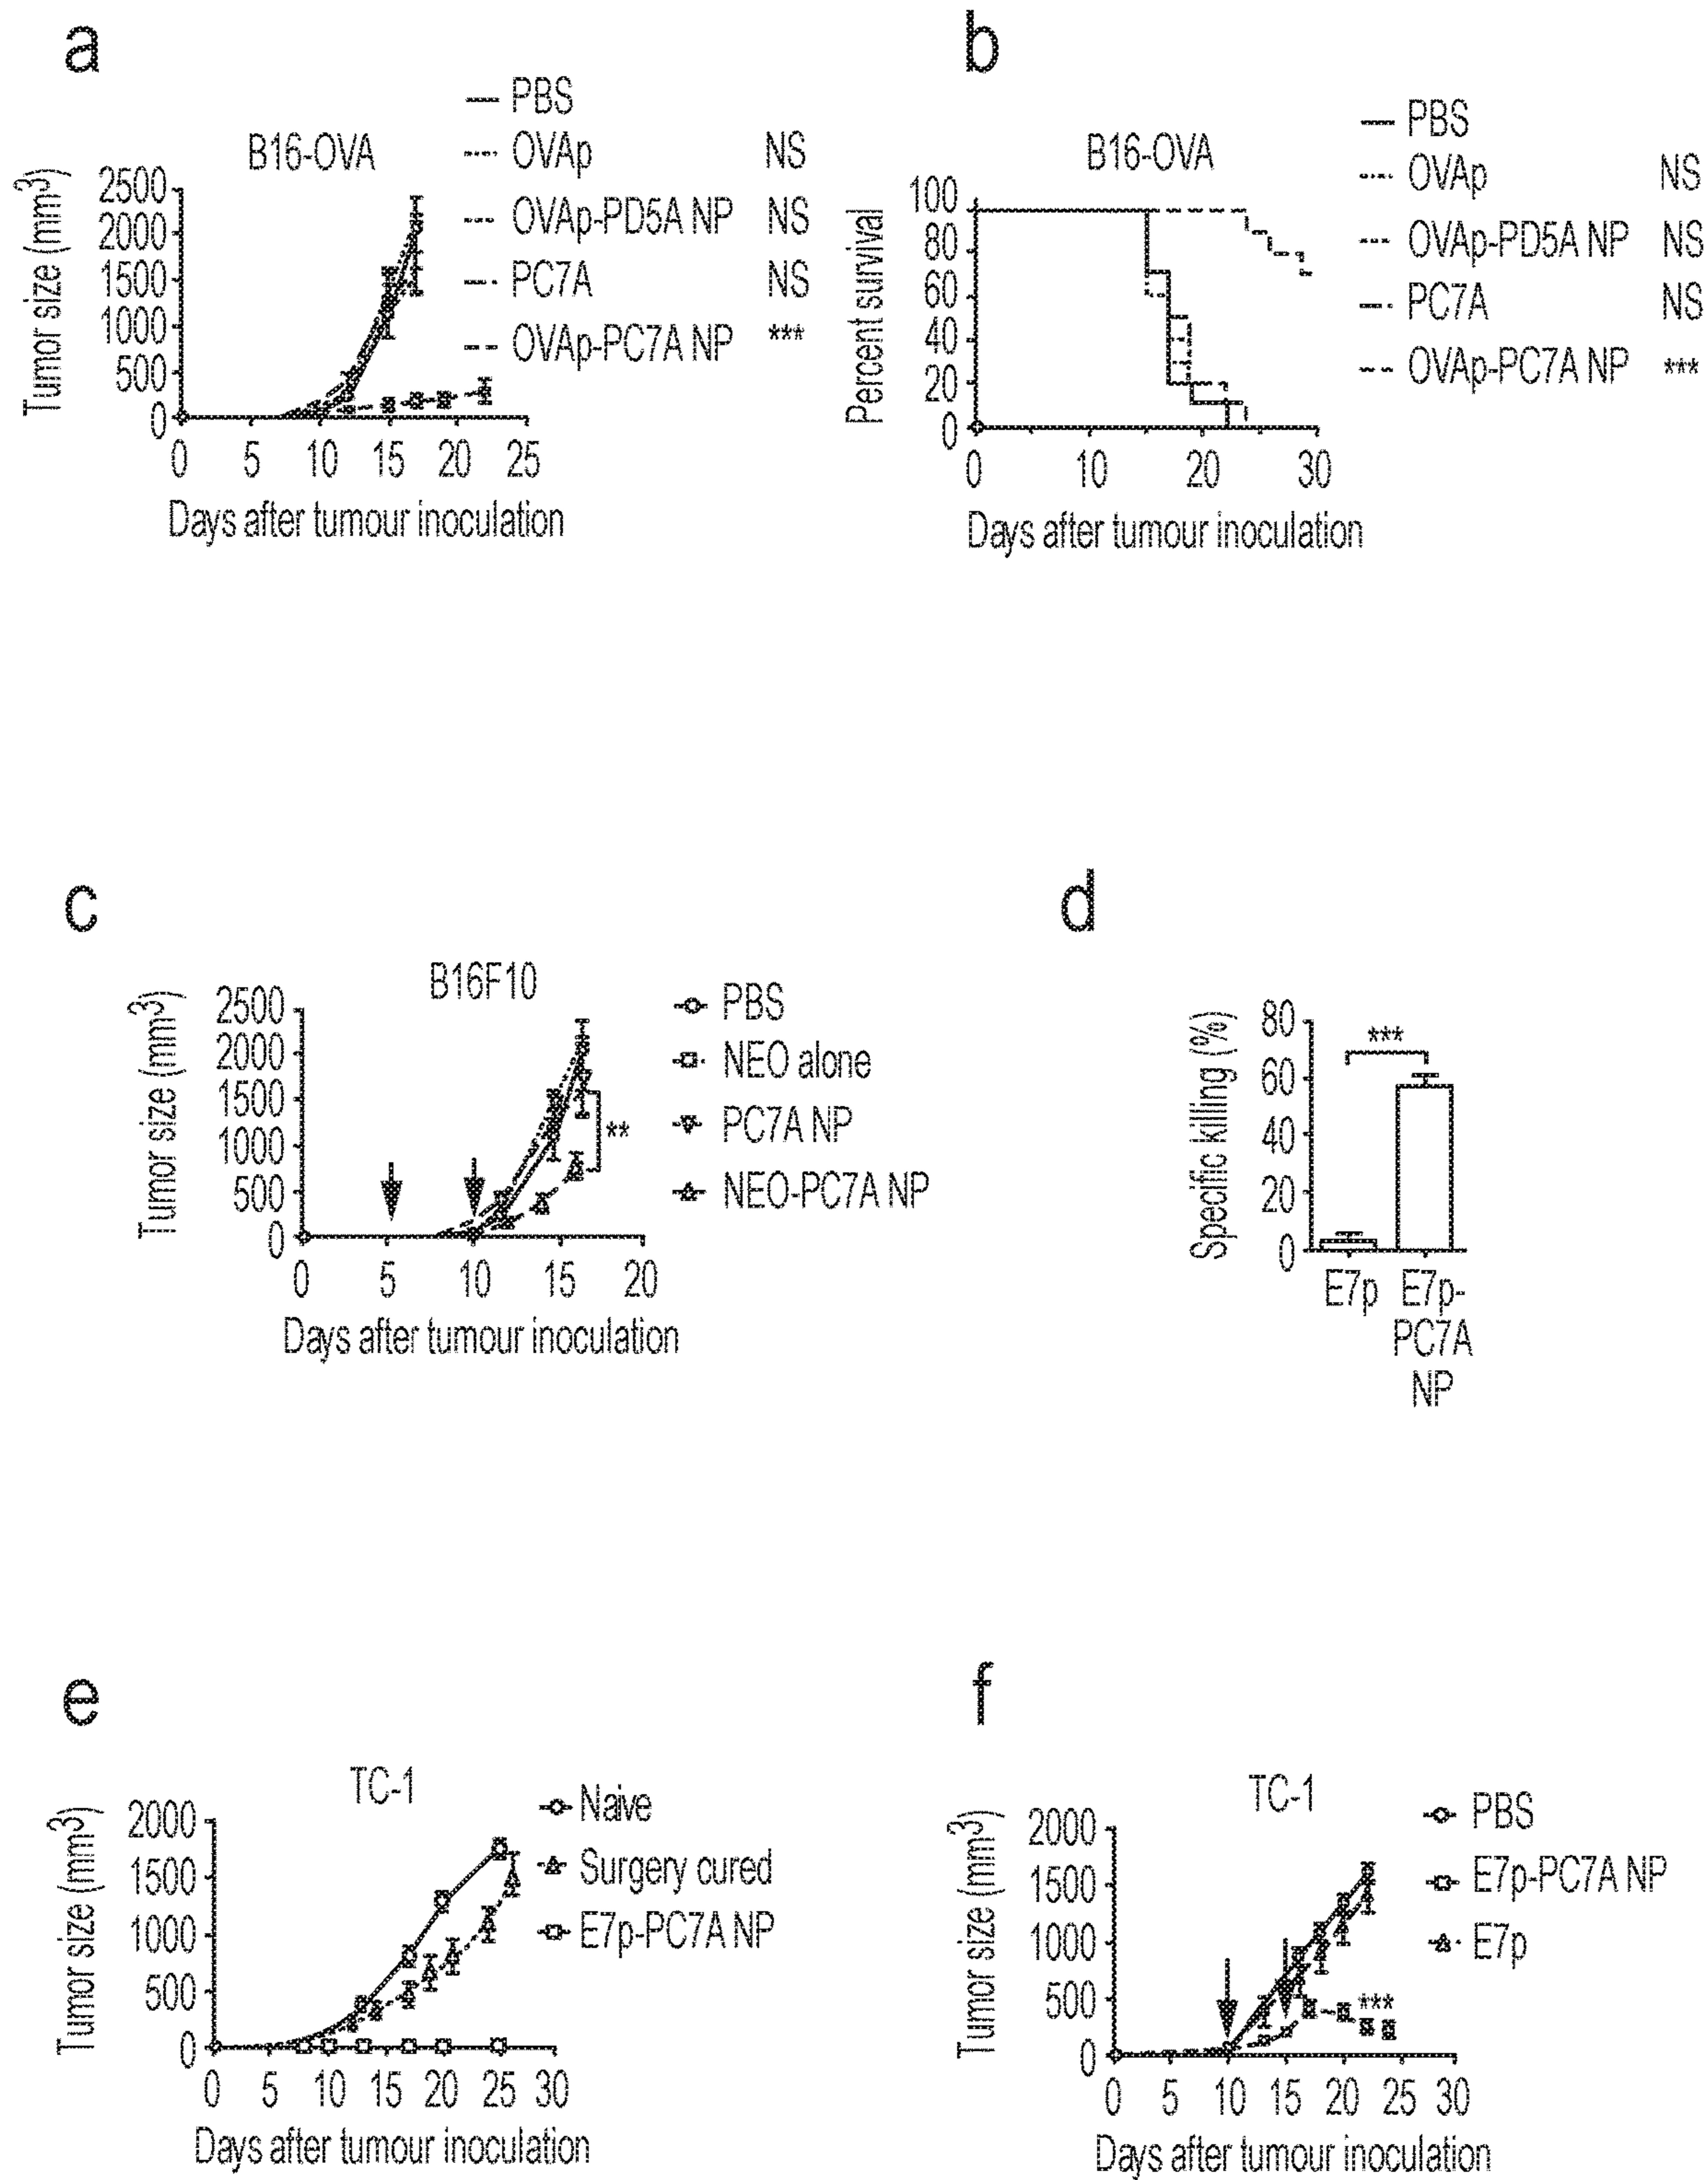 a
B16-OVA
Tumor size (mm3)
2500
2000
1500
1000
500
0
0 5 10 15 20 25
Days after tumour inoculation
PBS
OVAp NS
OVAp-PD5A NP NS
PC7A NS
OVAp-PC7A NP ***
b
B16-OVA
Percent survival
100
80
60
40
20
0
0 10 20 30
Days after tumour inoculation
PBS
OVAp NS
OVAp-PD5A NP NS
PC7A NS
OVAp-PC7A NP ***
c
B16F10
Tumor size (mm3)
2500
2000
1500
1000
500
0
0 5 10 15 20
Days after tumour inoculation
**
PBS
NEO alone
PC7A NP
NEO-PC7A NP
d
Specific killing (%)
80
60
40
20
0
***
E7p E7p-
PC7A
NP
e
TC-1
Tumor size (mm3)
2000
1500
1000
500
0
0 5 10 15 20 25 30
Days after tumour inoculation
Naive
Surgery cured
E7p-PC7A NP
f
TC-1
Tumor size (mm3)
2000
1500
1000
500
0
0 5 10 15 20 25 30
Days after tumour inoculation
***
PBS
E7p-PC7A NP
E7p